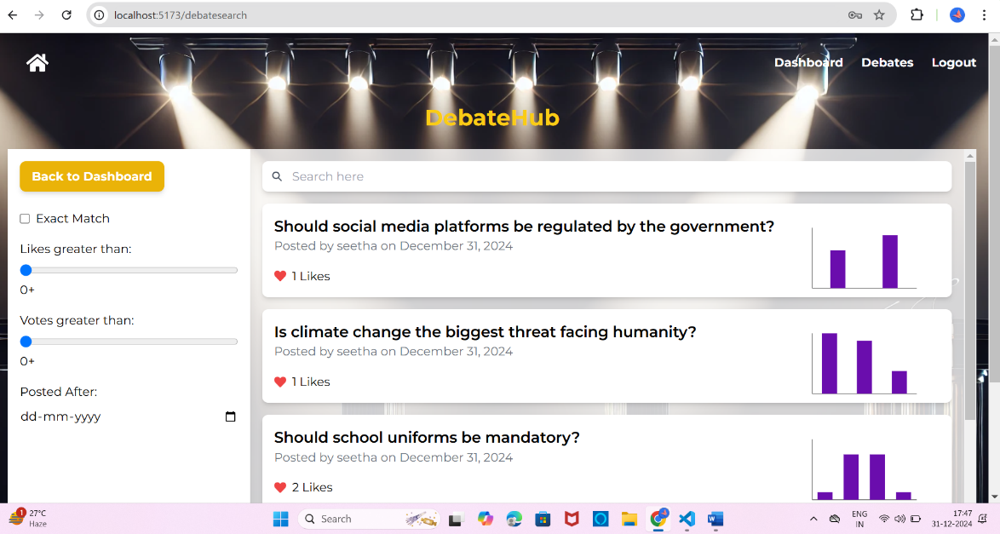 localhost:5173/debatesearch
Dashboard Debates Logout
DebateHub
Back to Dashboard
Exact Match
Likes greater than:
0+
Votes greater than:
0+
Posted After:
dd-mm-yyyy
Search here
Should social media platforms be regulated by the government?
Posted by seetha on December 31, 2024
1 Likes
Is climate change the biggest threat facing humanity?
Posted by seetha on December 31, 2024
1 Likes
Should school uniforms be mandatory?
Posted by seetha on December 31, 2024
2 Likes
1
27°C
Haze
Search
ENG
IN
17:47
31-12-2024